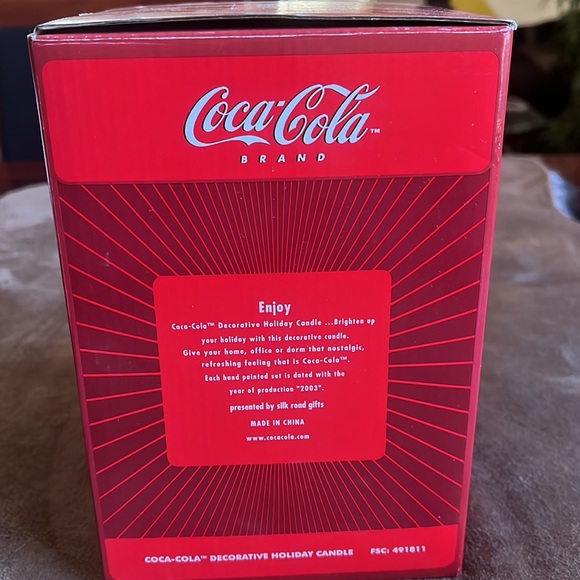 Coca-Cola™
BRAND
Enjoy
Coca-Cola™ Decorative Holiday Candle ...Brighten up
your holiday with this decorative candle.
Give your home, office or dorm that nostalgic,
refreshing feeling that is Coca-Cola™.
Each hand painted set is dated with the
year of production "2003".
presented by silk road gifts
MADE IN CHINA
www.cocacola.com
COCA-COLA™ DECORATIVE HOLIDAY CANDLE FSC: 491811